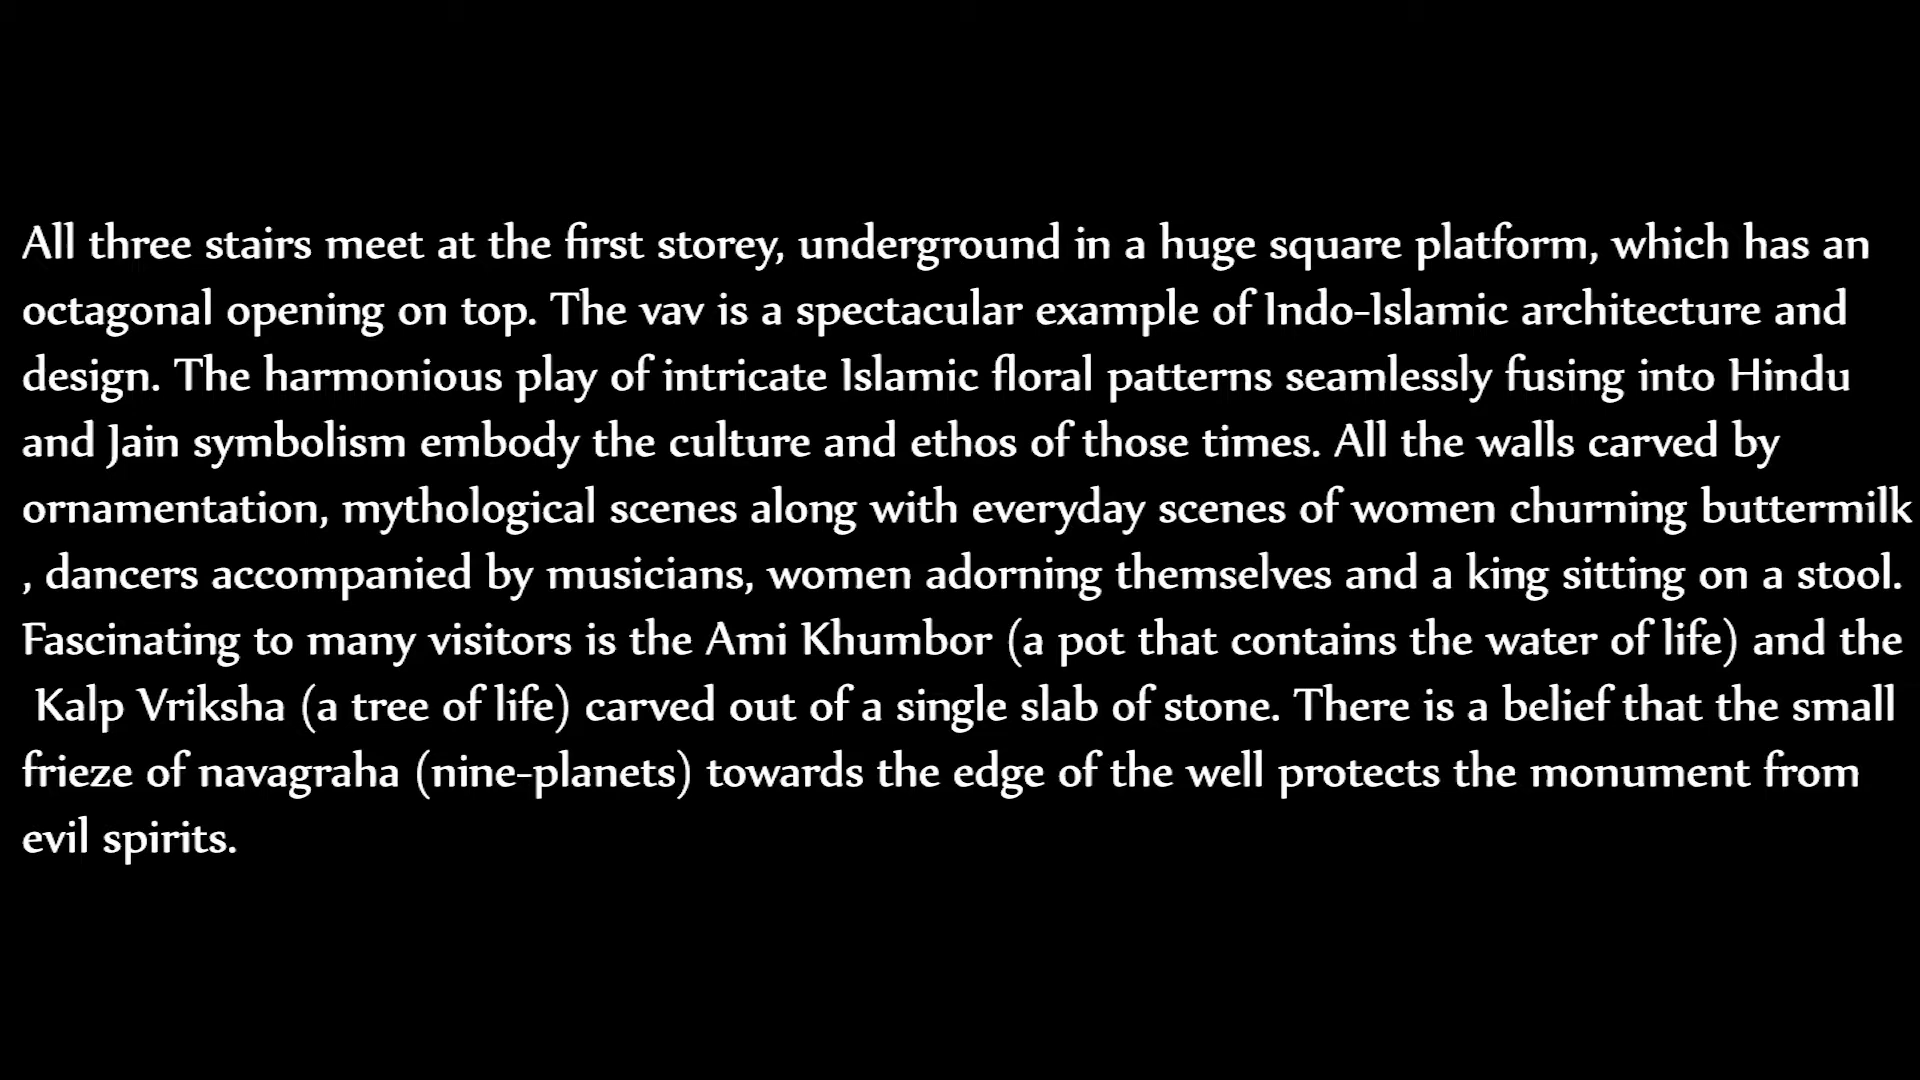 All three stairs meet at the first storey, underground in a huge square platform, which has an
octagonal opening on top. The vav is a spectacular example of Indo-Islamic architecture and
design. The harmonious play of intricate Islamic floral patterns seamlessly fusing into Hindu
and Jain symbolism embody the culture and ethos of those times. All the walls carved by
ornamentation, mythological scenes along with everyday scenes of women churning buttermilk
, dancers accompanied by musicians, women adorning themselves and a king sitting on a stool.
Fascinating to many visitors is the Ami Khumbor (a pot that contains the water of life) and the
Kalp Vriksha (a tree of life) carved out of a single slab of stone. There is a belief that the small
frieze of navagraha (nine-planets) towards the edge of the well protects the monument from
evil spirits.